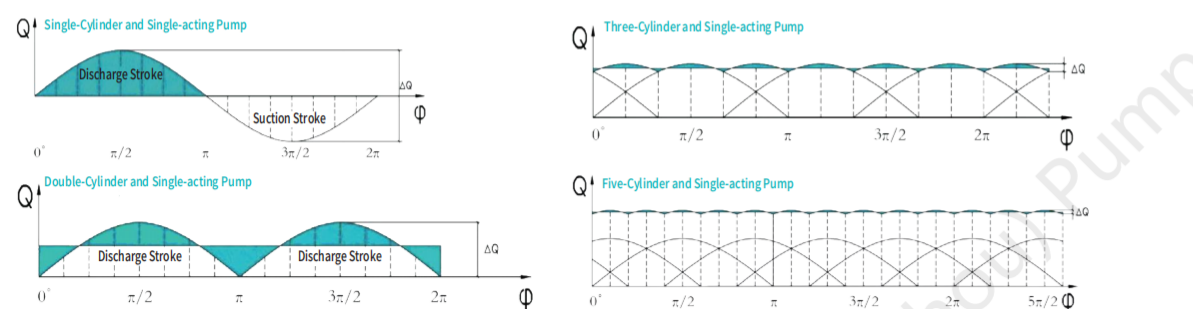 Single-Cylinder and Single-acting Pump
Q
Discharge Stroke
Suction Stroke
ΔQ
φ
0° π/2 π 3π/2 2π
Three-Cylinder and Single-acting Pump
Q
ΔQ
0° π/2 π 3π/2 2π φ
Double-Cylinder and Single-acting Pump
Q
Discharge Stroke Discharge Stroke
ΔQ
0° π/2 π 3π/2 2π φ
Five-Cylinder and Single-acting Pump
Q
ΔQ
0° π/2 π 3π/2 2π 5π/2 φ
Pump